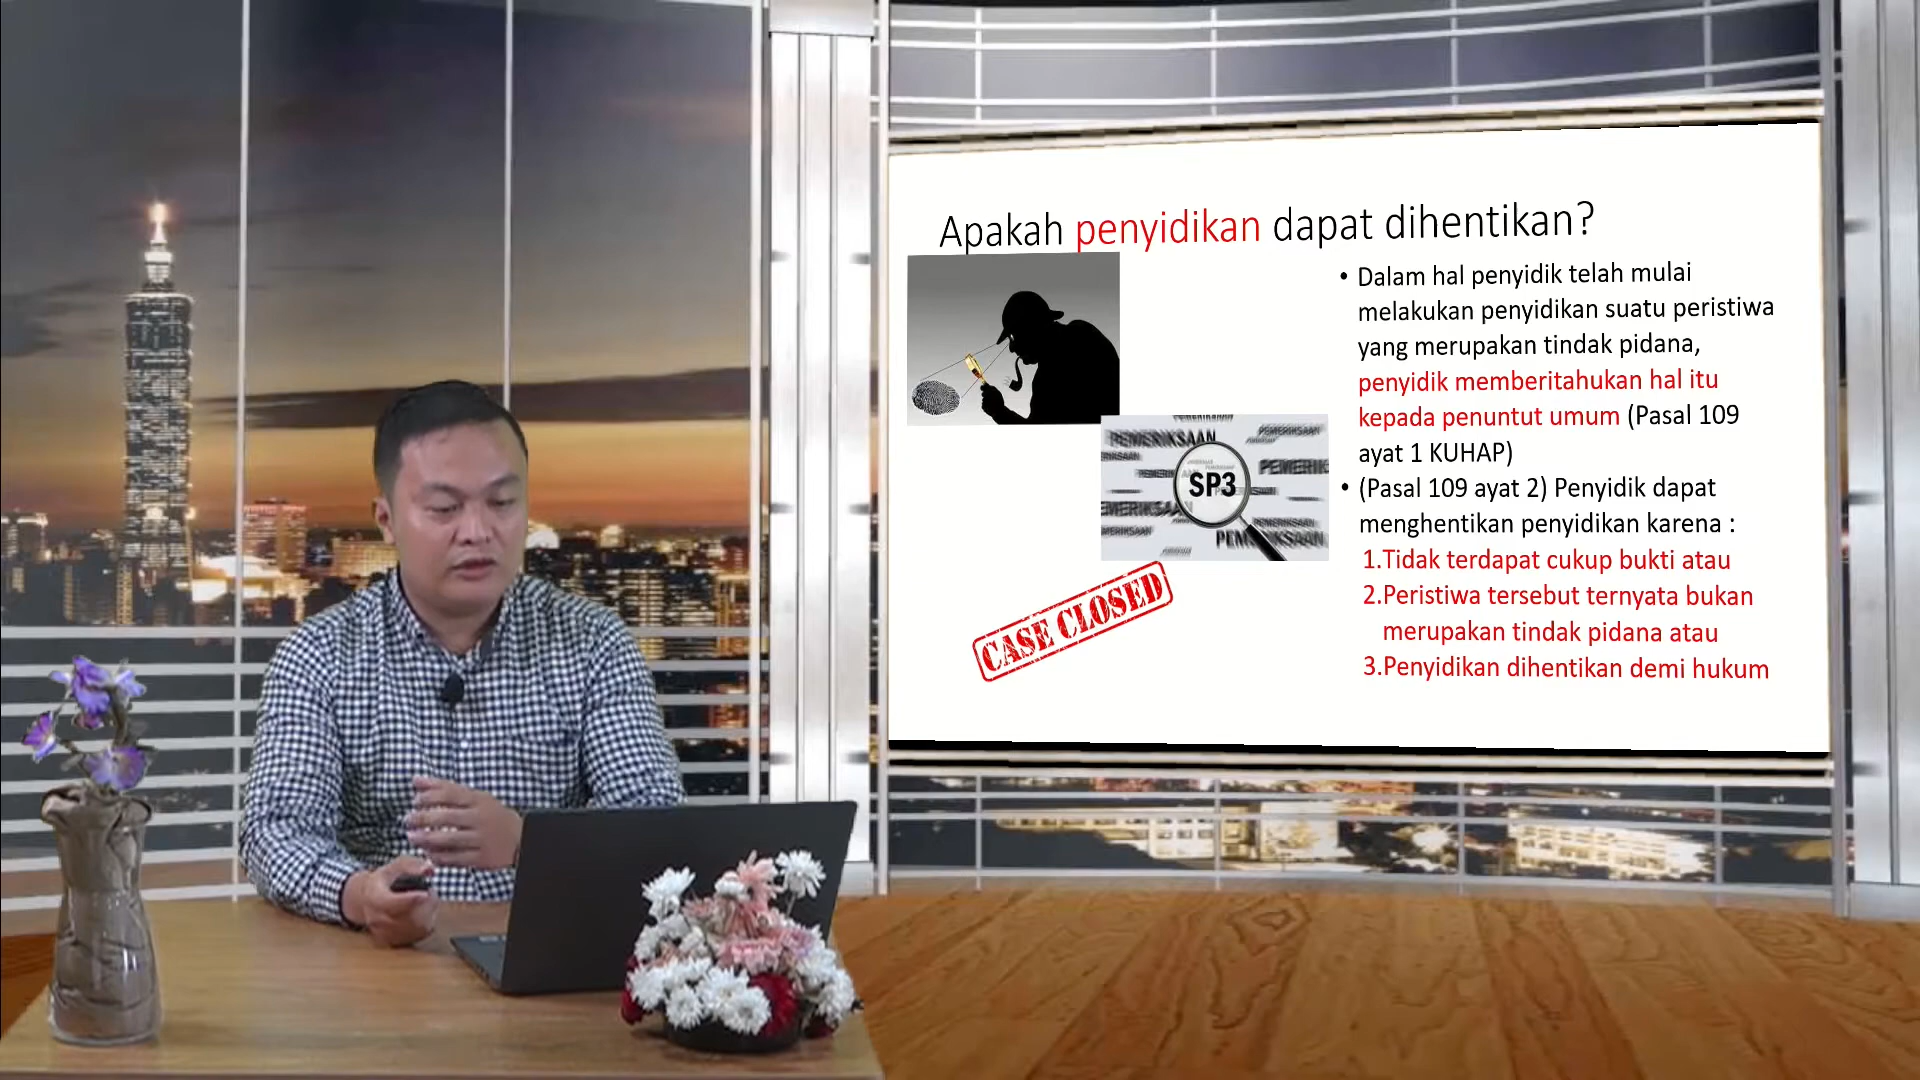 Apakah penyidikan dapat dihentikan?
• Dalam hal penyidik telah mulai
melakukan penyidikan suatu peristiwa
yang merupakan tindak pidana,
penyidik memberitahukan hal itu
kepada penuntut umum (Pasal 109
ayat 1 KUHAP)
• (Pasal 109 ayat 2) Penyidik dapat
menghentikan penyidikan karena :
1.Tidak terdapat cukup bukti atau
2.Peristiwa tersebut ternyata bukan
merupakan tindak pidana atau
3.Penyidikan dihentikan demi hukum
PEMERIKSAAN
PEMERIKSAAN
SP3
CASE CLOSED